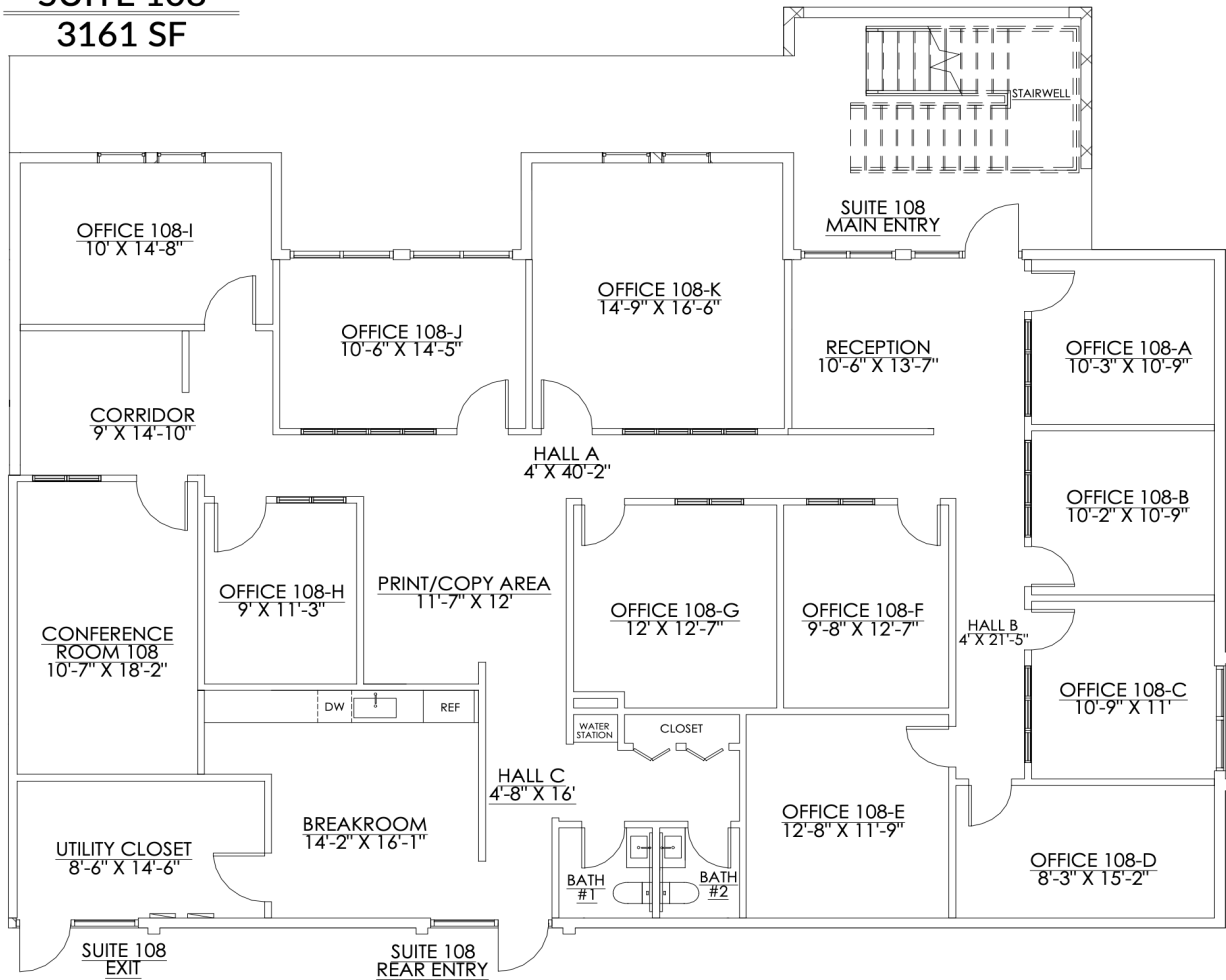 SUITE 108
3161 SF
STAIRWELL
SUITE 108
MAIN ENTRY
OFFICE 108-I
10' X 14'-8"
OFFICE 108-J
10'-6" X 14'-5"
OFFICE 108-K
14'-9" X 16'-6"
RECEPTION
10'-6" X 13'-7"
OFFICE 108-A
10'-3" X 10'-9"
CORRIDOR
9' X 14'-10"
HALL A
4' X 40'-2"
OFFICE 108-B
10'-2" X 10'-9"
OFFICE 108-H
9' X 11'-3"
PRINT/COPY AREA
11'-7" X 12'
OFFICE 108-G
12' X 12'-7"
OFFICE 108-F
9'-8" X 12'-7"
HALL B
4' X 21'-5"
CONFERENCE
ROOM 108
10'-7" X 18'-2"
OFFICE 108-C
10'-9" X 11'
DW
REF
WATER
STATION
CLOSET
HALL C
4'-8" X 16'
BREAKROOM
14'-2" X 16'-1"
OFFICE 108-E
12'-8" X 11'-9"
UTILITY CLOSET
8'-6" X 14'-6"
OFFICE 108-D
8'-3" X 15'-2"
BATH
#1
BATH
#2
SUITE 108
EXIT
SUITE 108
REAR ENTRY